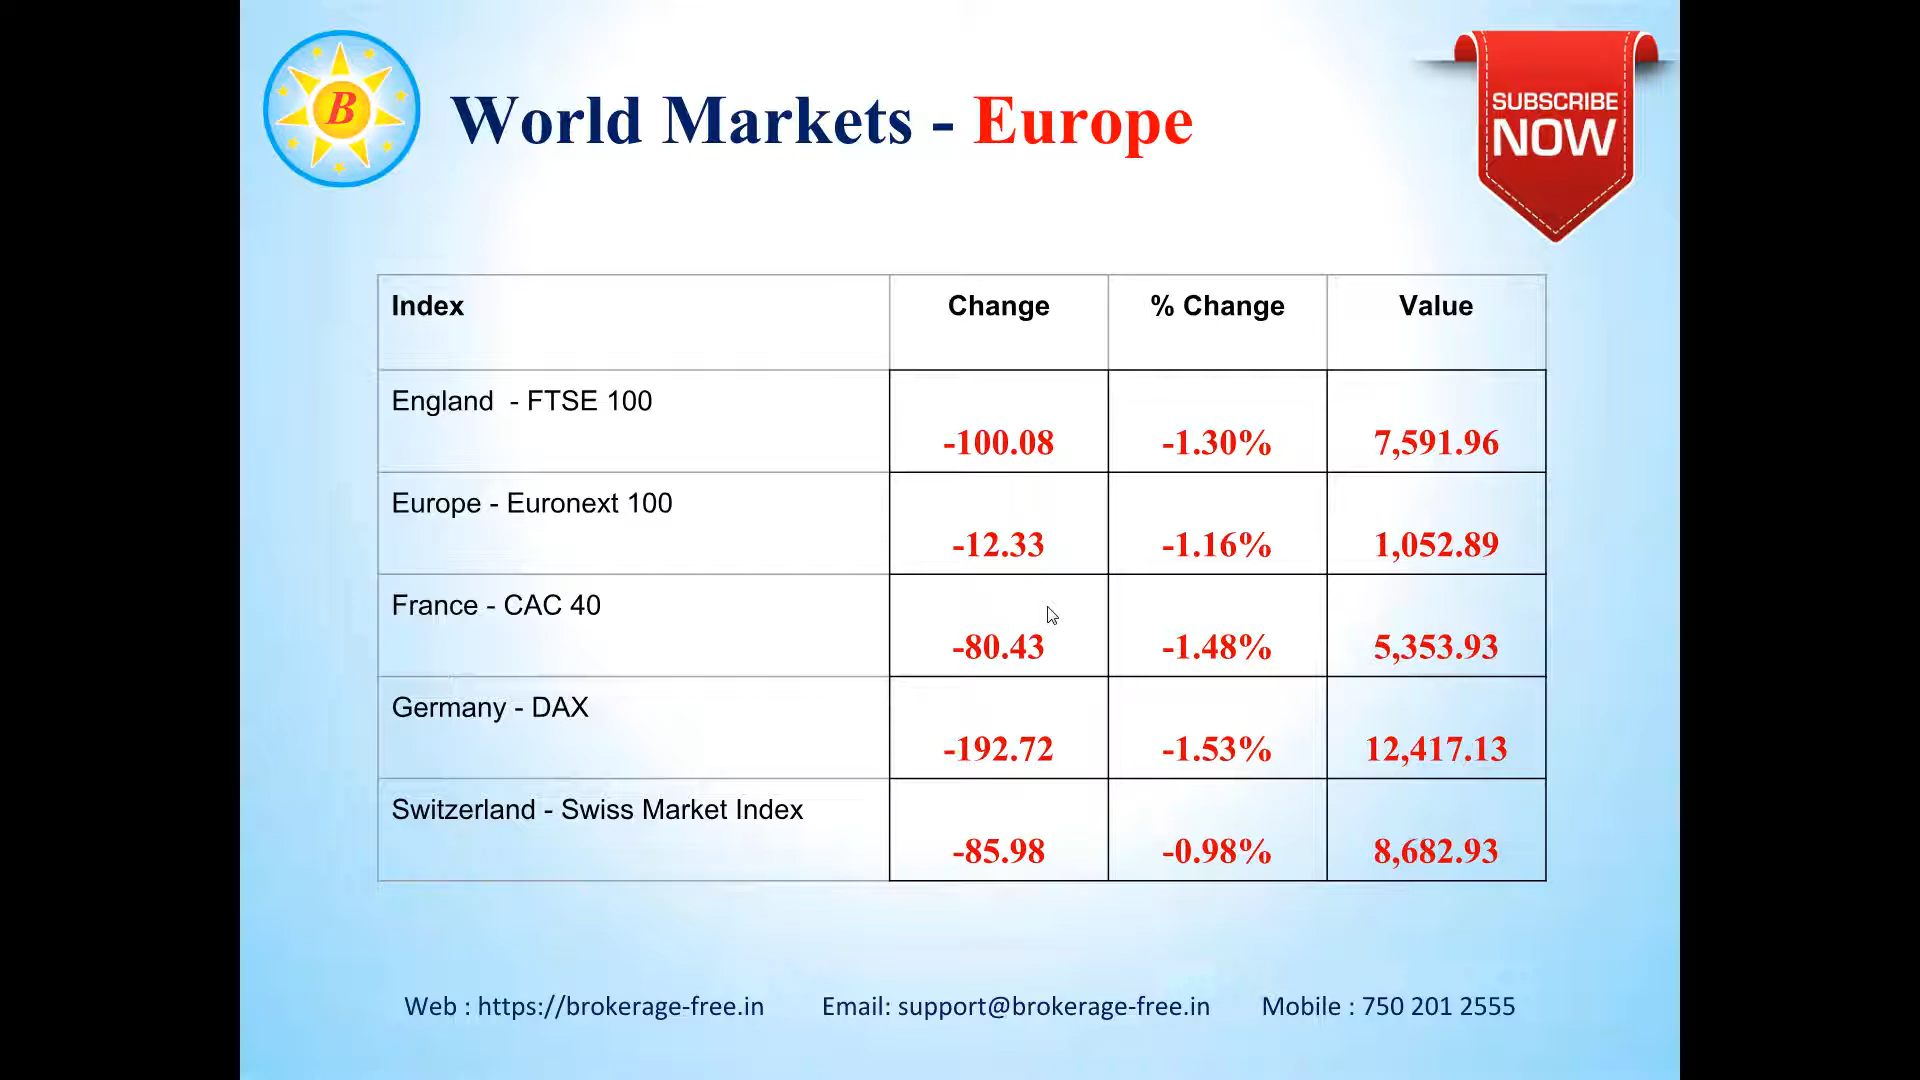 B
World Markets - Europe
SUBSCRIBE
NOW
Index Change % Change Value
England - FTSE 100 -100.08 -1.30% 7,591.96
Europe - Euronext 100 -12.33 -1.16% 1,052.89
France - CAC 40 -80.43 -1.48% 5,353.93
Germany - DAX -192.72 -1.53% 12,417.13
Switzerland - Swiss Market Index -85.98 -0.98% 8,682.93
Web : https://brokerage-free.in Email: support@brokerage-free.in Mobile : 750 201 2555